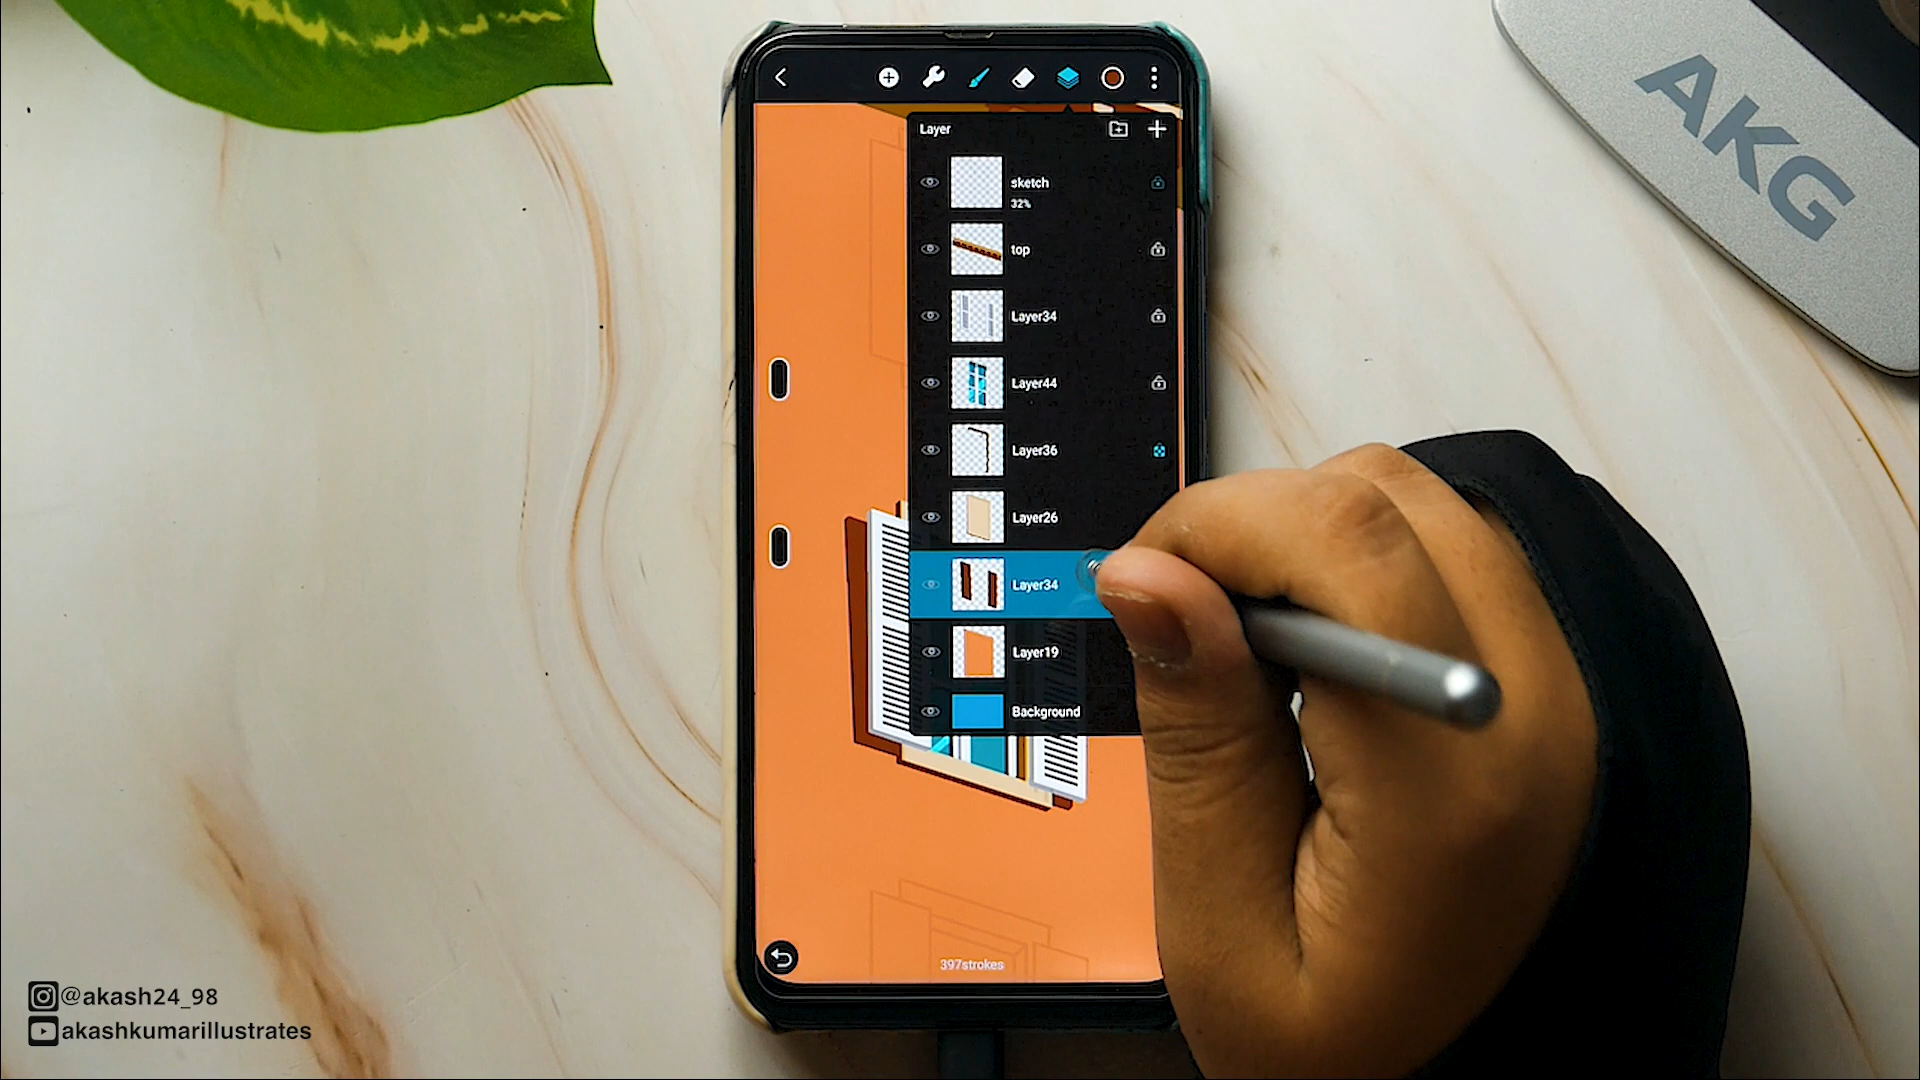 Layer
sketch
32%
top
Layer34
Layer44
Layer36
Layer26
Layer34
Layer19
Background
397strokes
AKG
@akash24_98
akashkumarillustrates